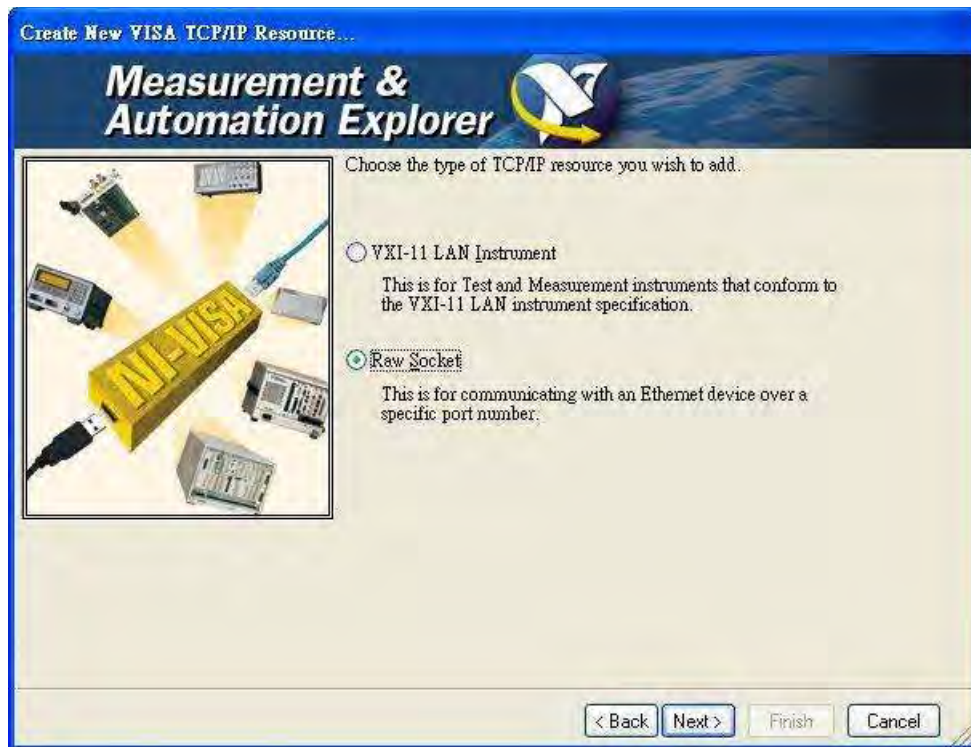 Create New VISA TCP/IP Resource...
Measurement &
Automation Explorer
Choose the type of TCP/IP resource you wish to add.
VXI-11 LAN Instrument
This is for Test and Measurement instruments that conform to
the VXI-11 LAN instrument specification.
NI-VISA
Raw Socket
This is for communicating with an Ethernet device over a
specific port number.
< Back
Next >
Finish
Cancel